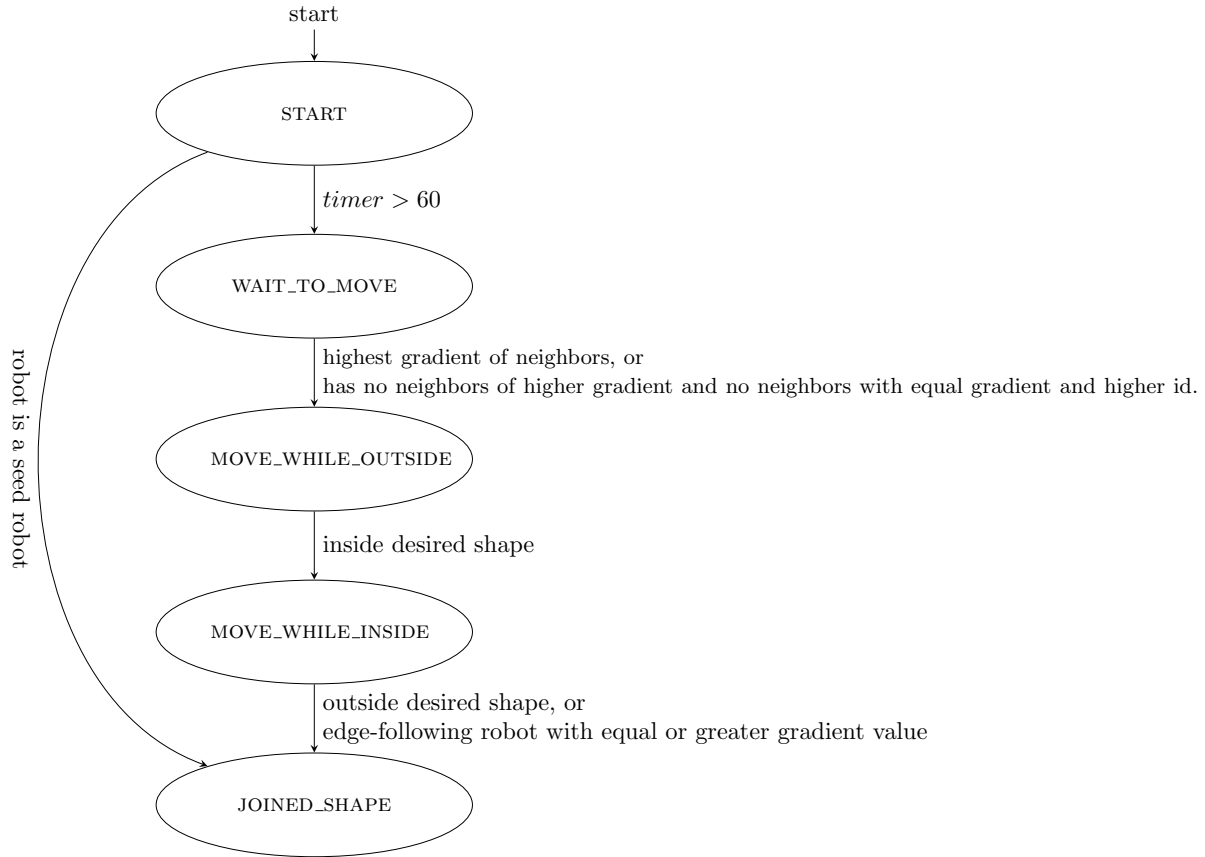 start
START
timer > 60
WAIT_TO_MOVE
highest gradient of neighbors, or
has no neighbors of higher gradient and no neighbors with equal gradient and higher id.
robot is a seed robot
MOVE_WHILE_OUTSIDE
inside desired shape
MOVE_WHILE_INSIDE
outside desired shape, or
edge-following robot with equal or greater gradient value
JOINED_SHAPE